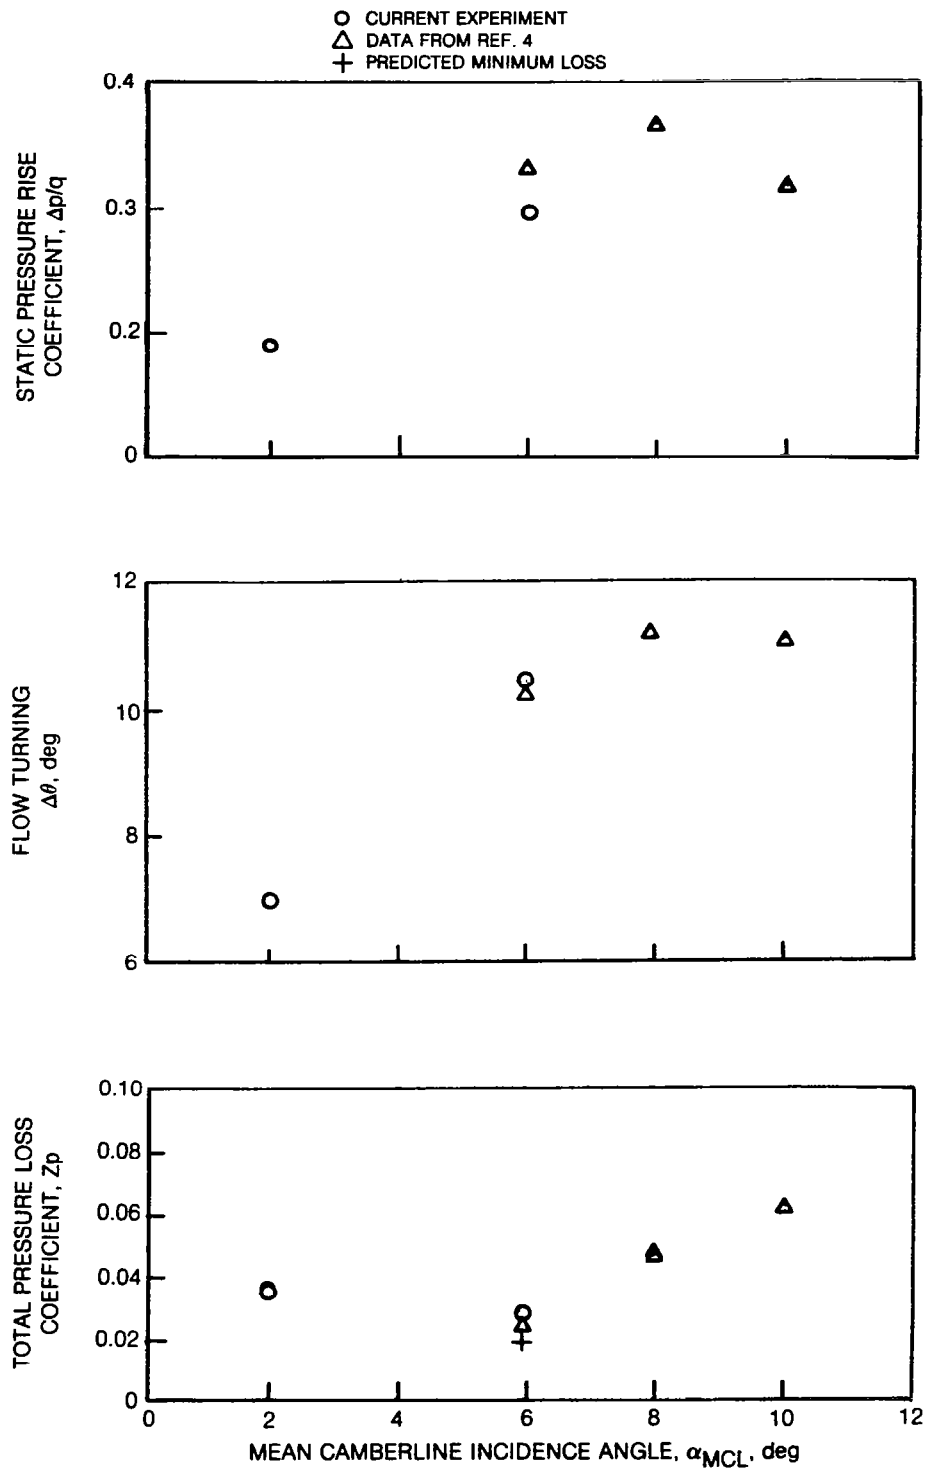 CURRENT EXPERIMENT
DATA FROM REF. 4
PREDICTED MINIMUM LOSS
STATIC PRESSURE RISE
COEFFICIENT, Δp/q
0.4
0.3
0.2
0
FLOW TURNING
Δθ, deg
12
10
8
6
TOTAL PRESSURE LOSS
COEFFICIENT, Zp
0.10
0.08
0.06
0.04
0.02
0
0 2 4 6 8 10 12
MEAN CAMBERLINE INCIDENCE ANGLE, αMCL, deg